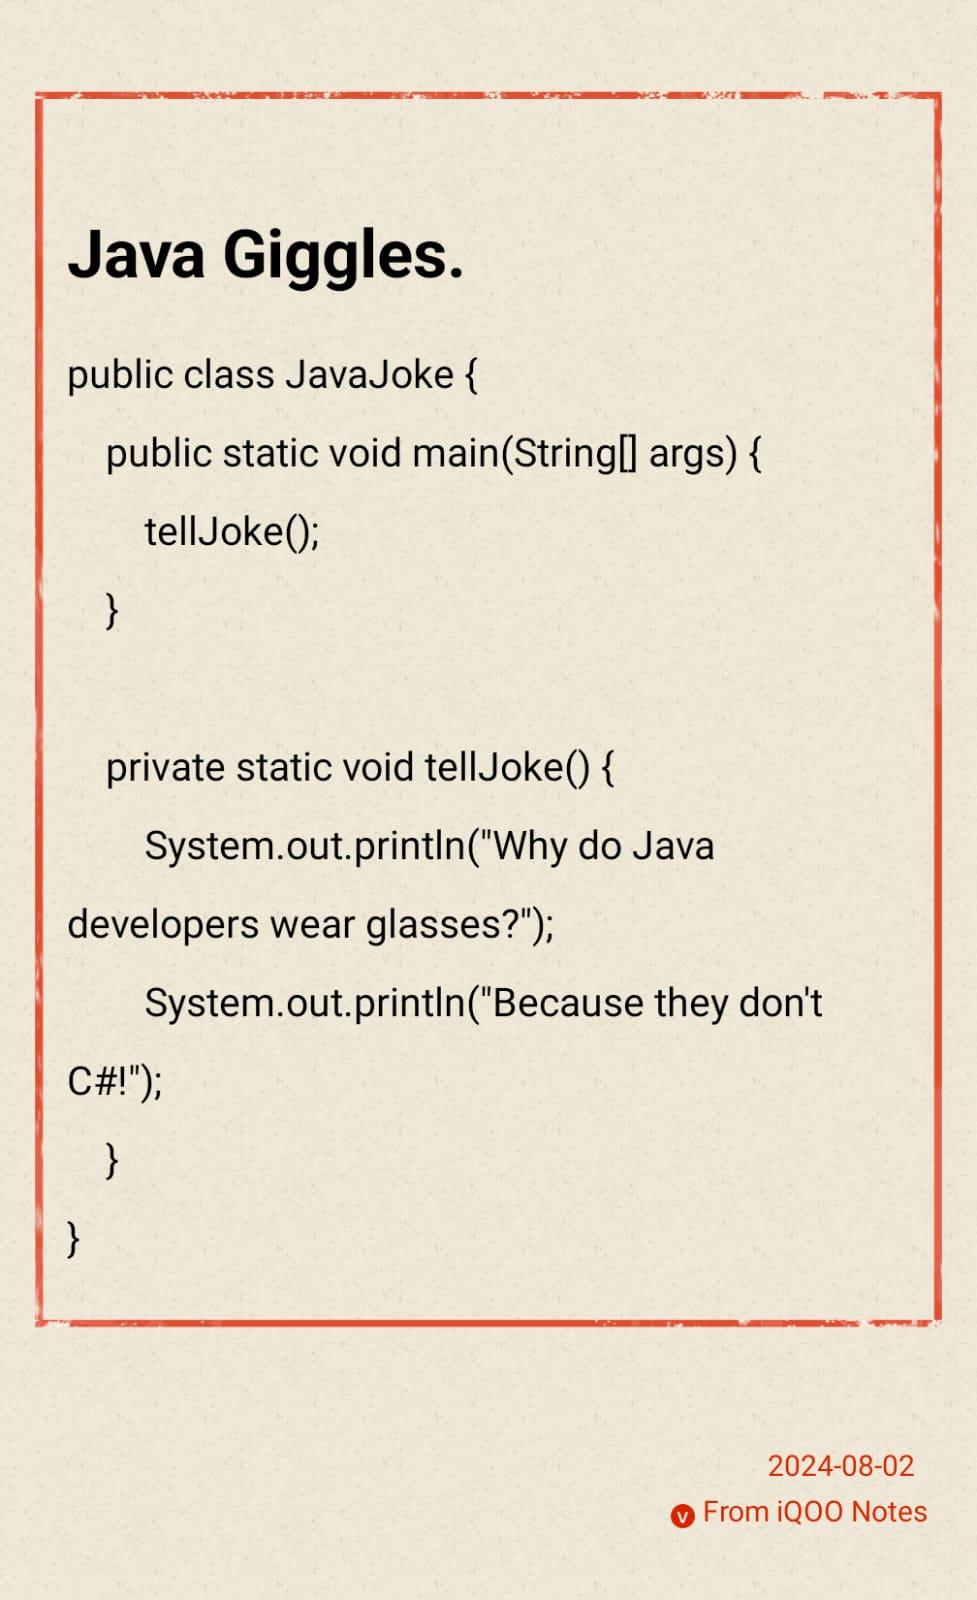 Java Giggles.
public class JavaJoke {
    public static void main(String[] args) {
        tellJoke();
    }

    private static void tellJoke() {
        System.out.println("Why do Java
developers wear glasses?");
        System.out.println("Because they don't
C#!");
    }
}
2024-08-02
From iQOO Notes